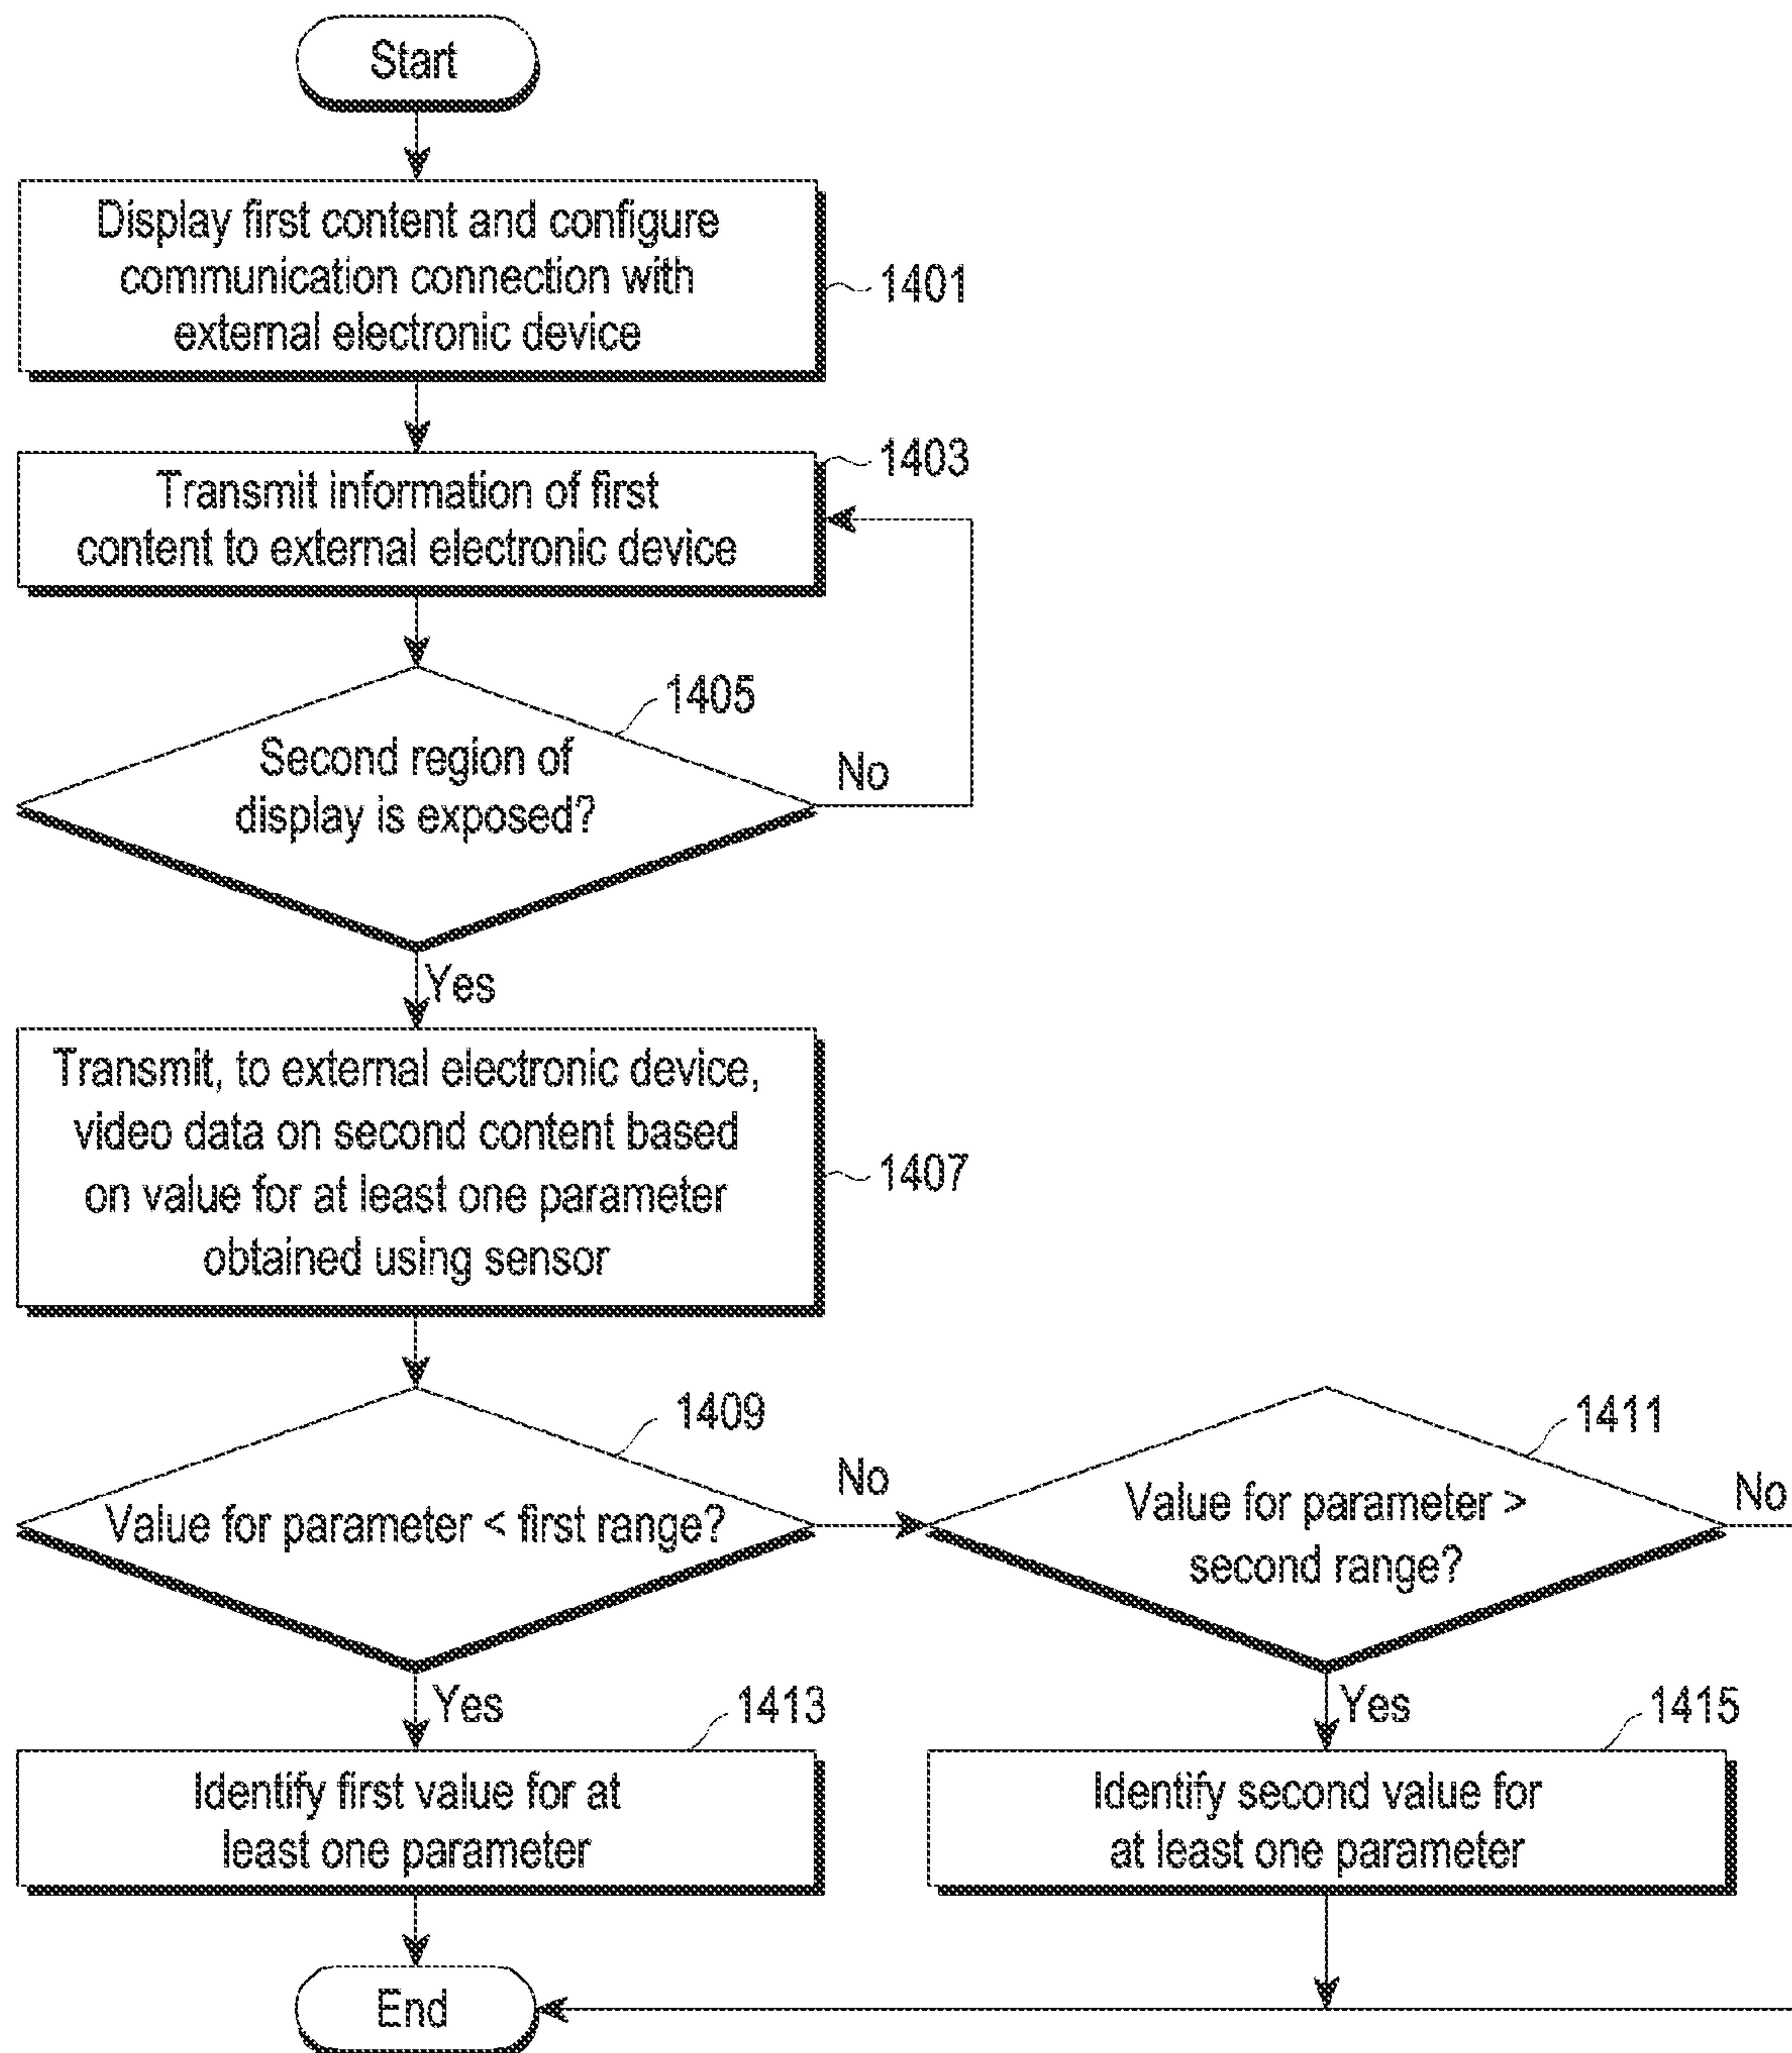 Start
Display first content and configure
communication connection with
external electronic device
1401
1403
Transmit information of first
content to external electronic device
1405
Second region of
display is exposed?
No
Yes
Transmit, to external electronic device,
video data on second content based
on value for at least one parameter
obtained using sensor
1407
1409
Value for parameter < first range?
No
1411
Value for parameter >
second range?
No
Yes
1413
Identify first value for at
least one parameter
Yes
1415
Identify second value for
at least one parameter
End